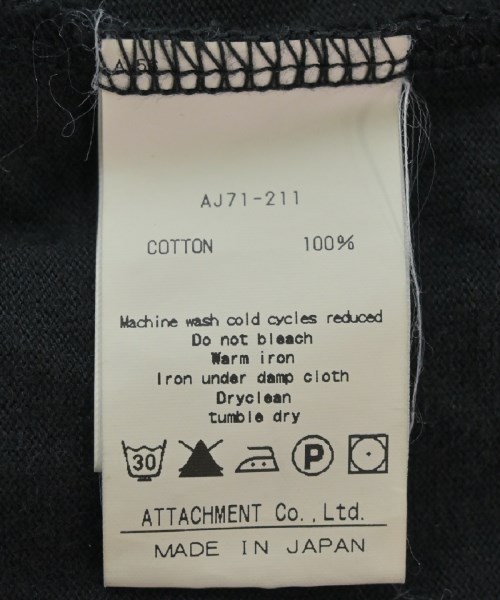 AJ71-211
COTTON 100%
Machine wash cold cycles reduced
Do not bleach
Warm iron
Iron under damp cloth
Dryclean
tumble dry
30 P
ATTACHMENT Co.,Ltd.
MADE IN JAPAN